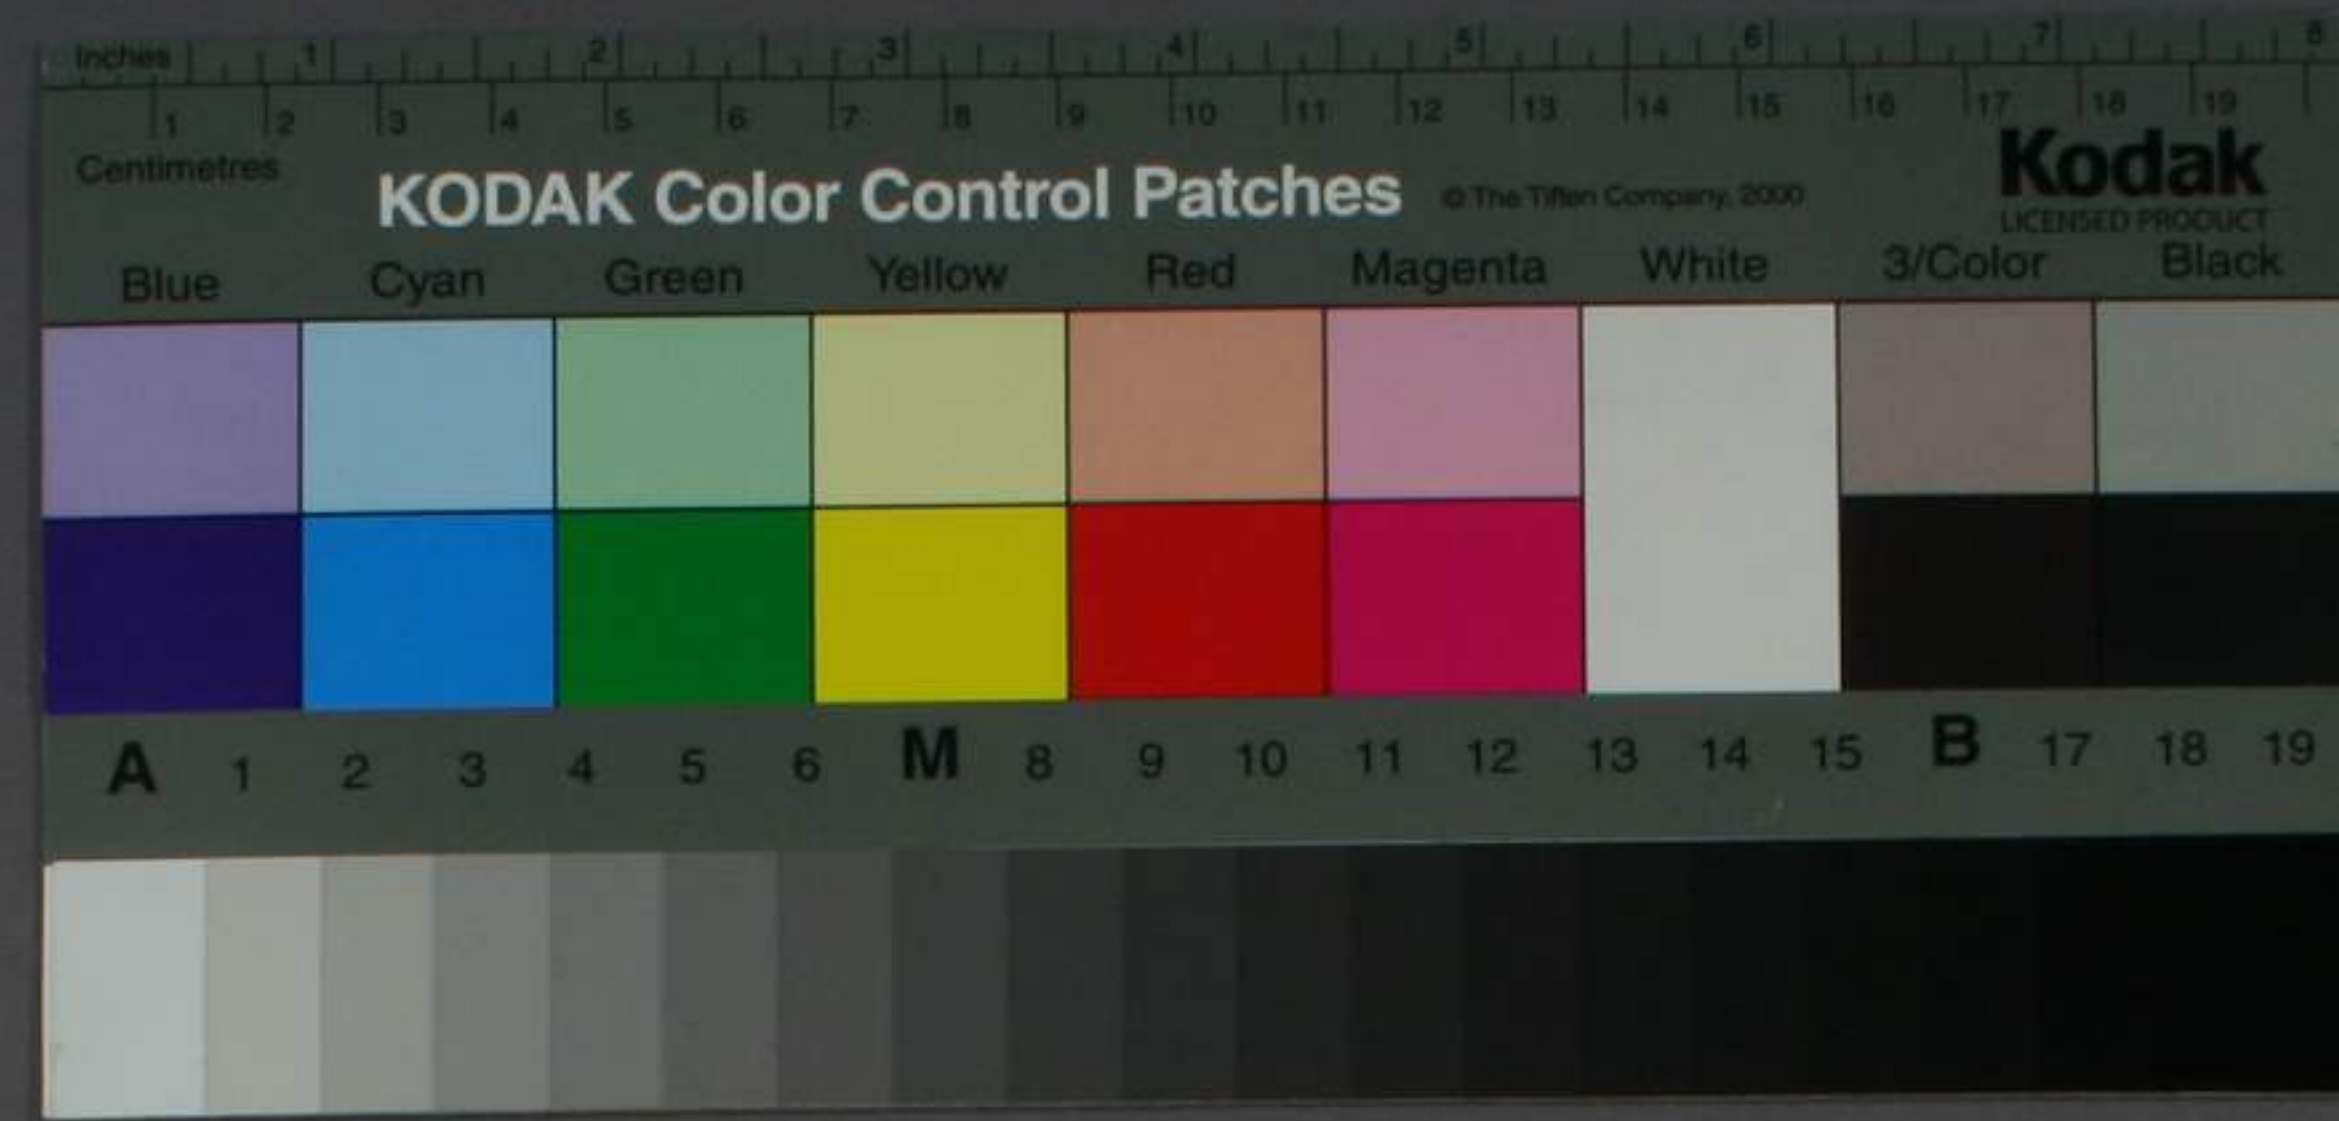 Inches 1 2 3 4 5 6 7 8
1 2 3 4 5 6 7 8 9 10 11 12 13 14 15 16 17 18 19
Centimetres
KODAK Color Control Patches
© The Tiffen Company, 2000
Kodak
LICENSED PRODUCT
Blue Cyan Green Yellow Red Magenta White 3/Color Black
A 1 2 3 4 5 6 M 8 9 10 11 12 13 14 15 B 17 18 19